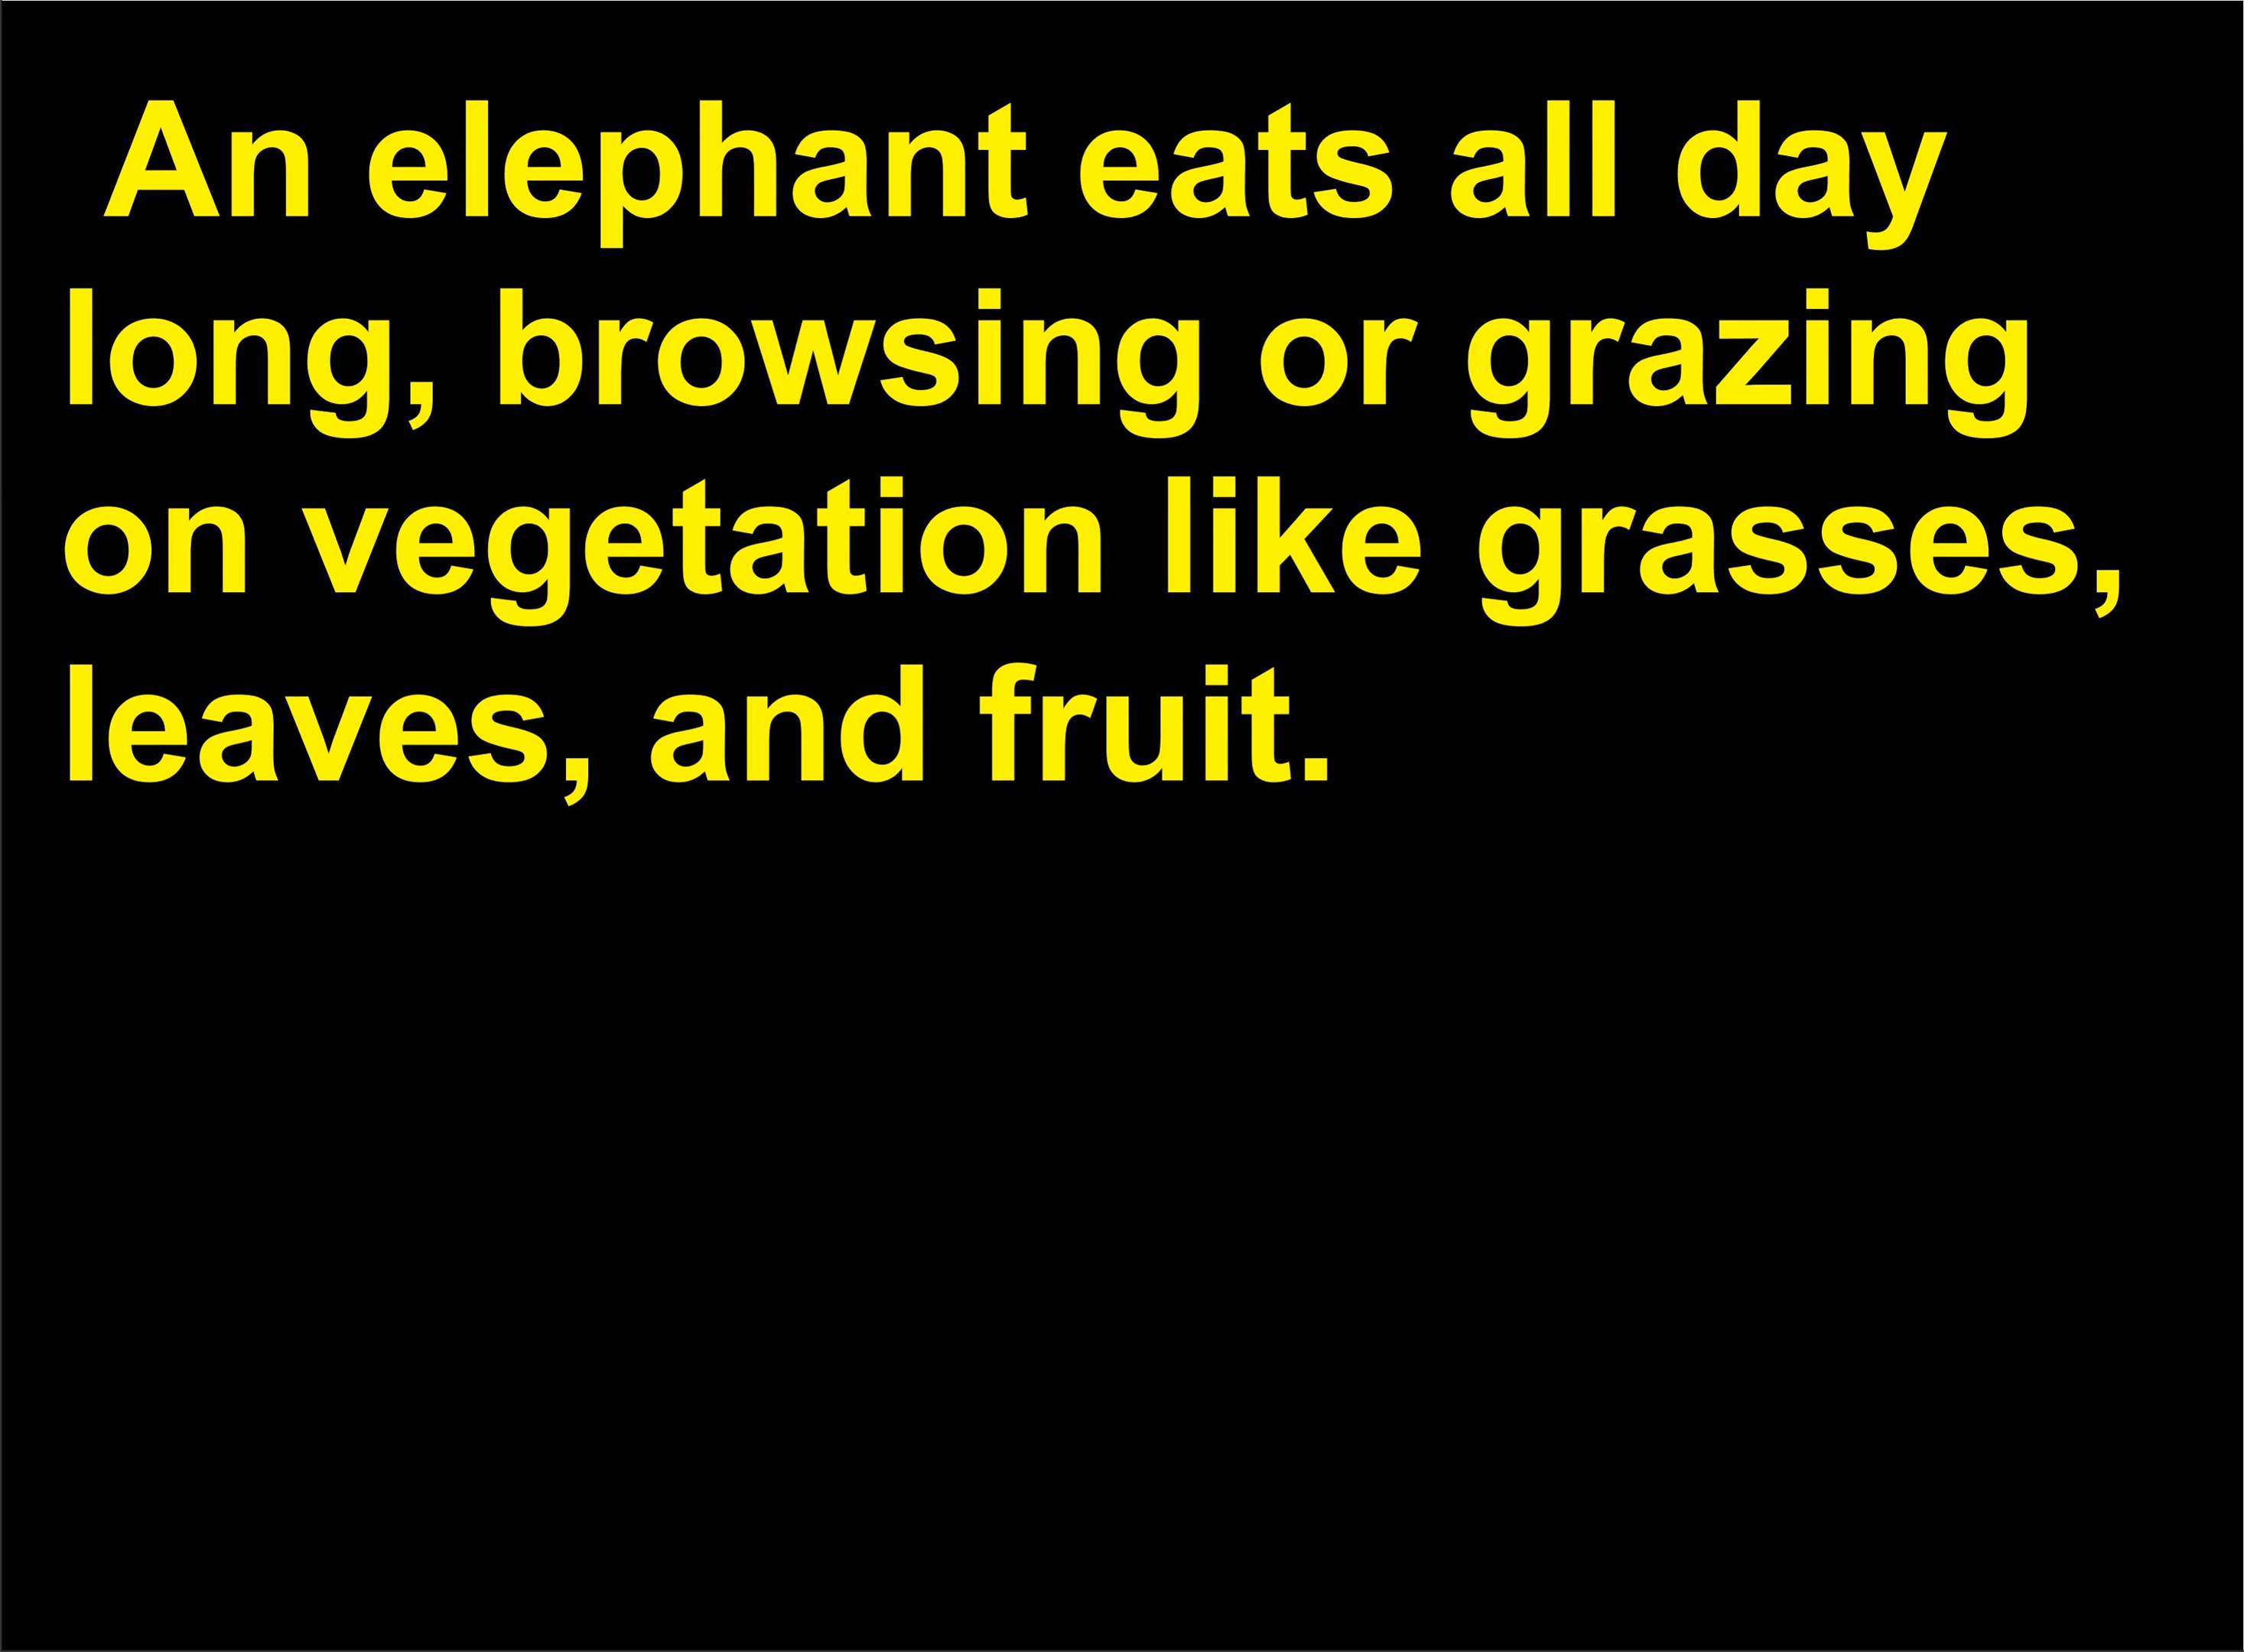 An elephant eats all day
long, browsing or grazing
on vegetation like grasses,
leaves, and fruit.